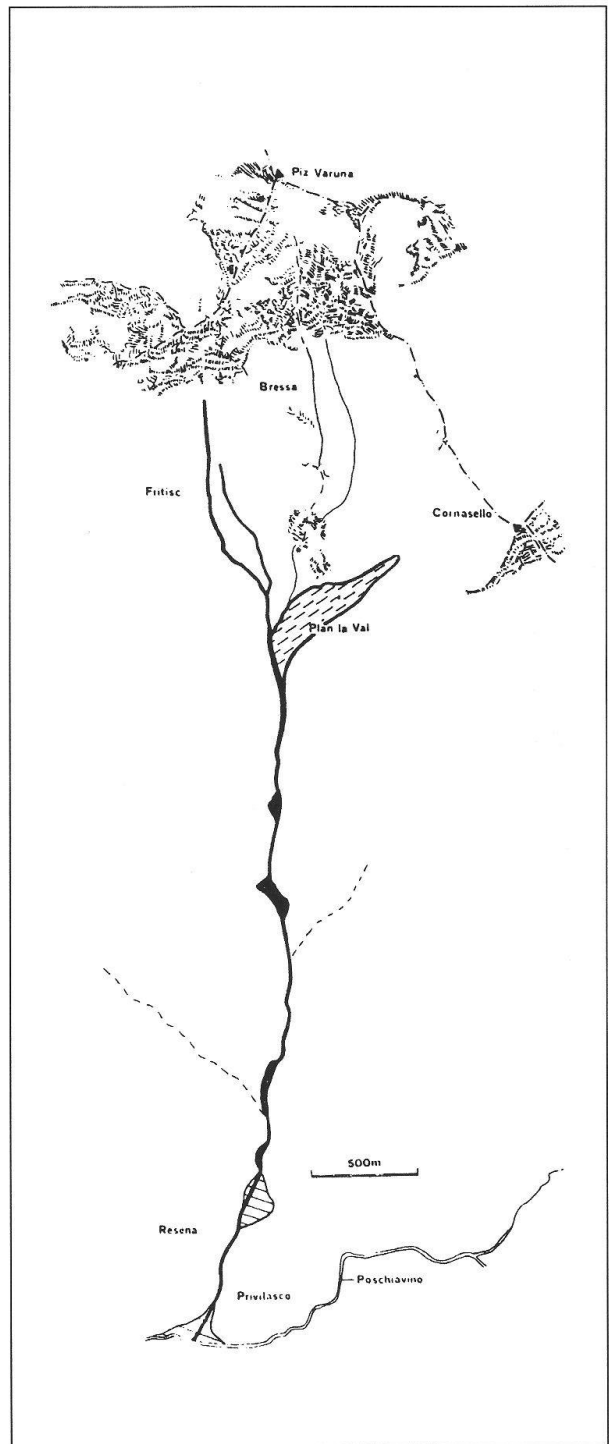 Piz Varuna
Bressa
Fritisc
Cornasello
Plan la Val
500m
Resena
Poschiavino
Privilasco